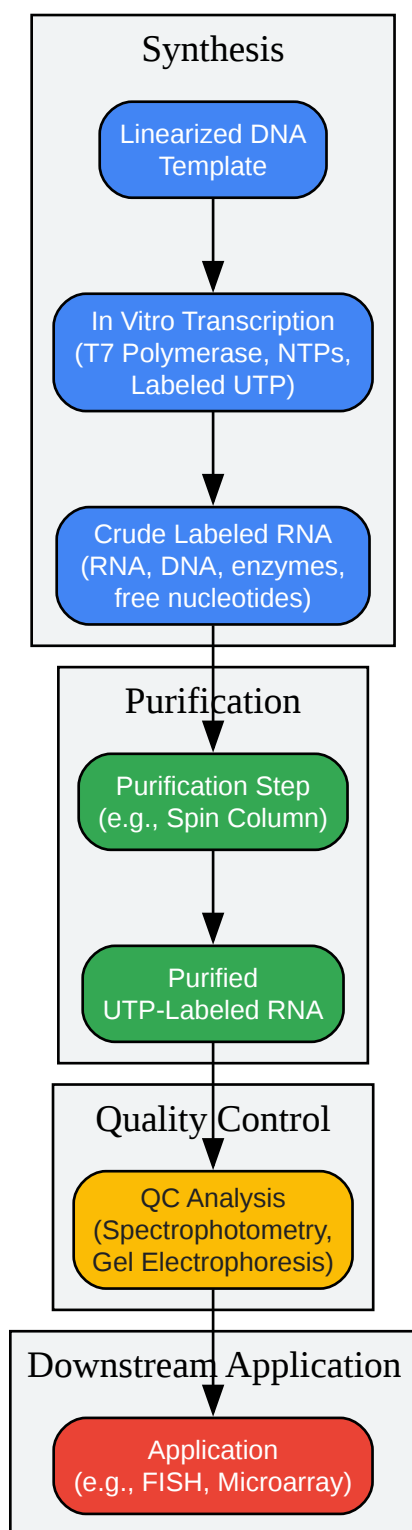 Synthesis
Linearized DNA
Template
In Vitro Transcription
(T7 Polymerase, NTPs,
Labeled UTP)
Crude Labeled RNA
(RNA, DNA, enzymes,
free nucleotides)
Purification
Purification Step
(e.g., Spin Column)
Purified
UTP-Labeled RNA
Quality Control
QC Analysis
(Spectrophotometry,
Gel Electrophoresis)
Downstream Application
Application
(e.g., FISH, Microarray)